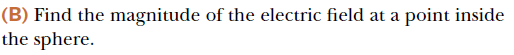 (B) Find the magnitude of the electric field at a point inside
the sphere.